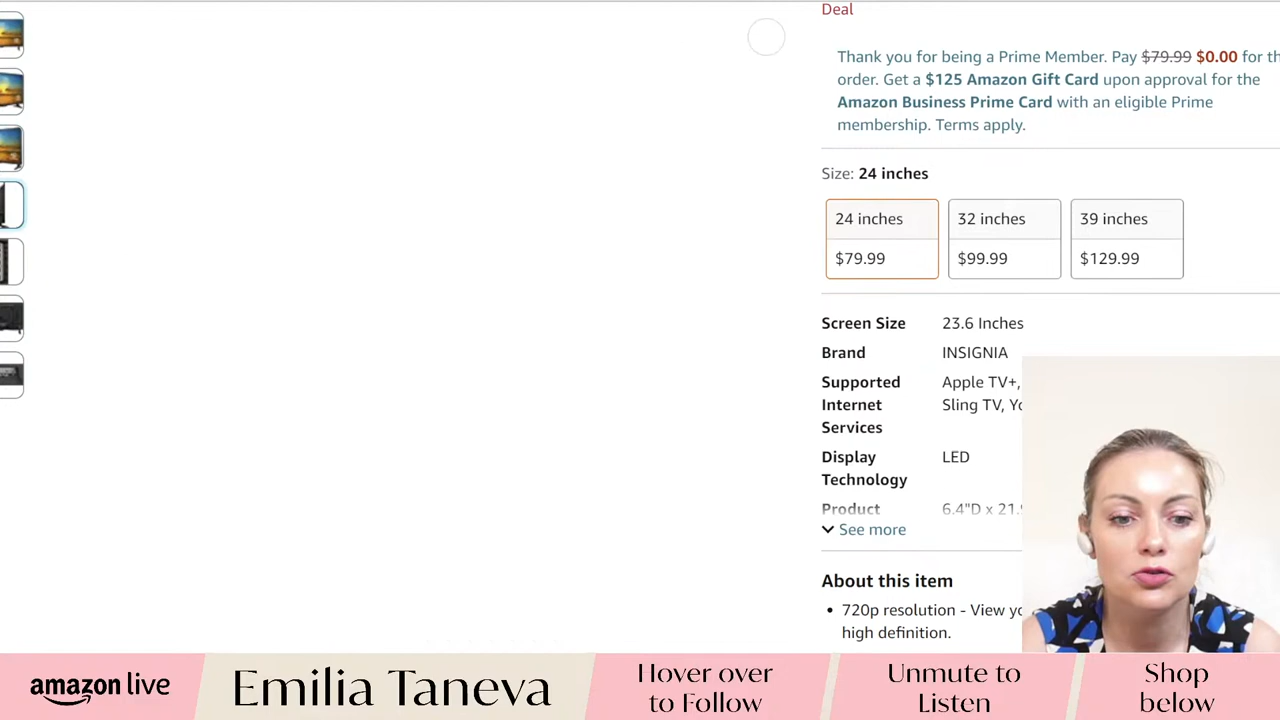 Deal
Thank you for being a Prime Member. Pay $79.99 $0.00 for
order. Get a $125 Amazon Gift Card upon approval for the
Amazon Business Prime Card with an eligible Prime
membership. Terms apply.
Size: 24 inches
24 inches 32 inches 39 inches
$79.99 $99.99 $129.99
Screen Size 23.6 Inches
Brand INSIGNIA
Supported Apple TV+,
Internet Sling TV,
Services
Display LED
Technology
Product 6.4"D x
See more
About this item
• 720p resolution - View
high definition.
amazon live
Emilia Taneva
Hover over
to Follow
Unmute to
Listen
Shop
below